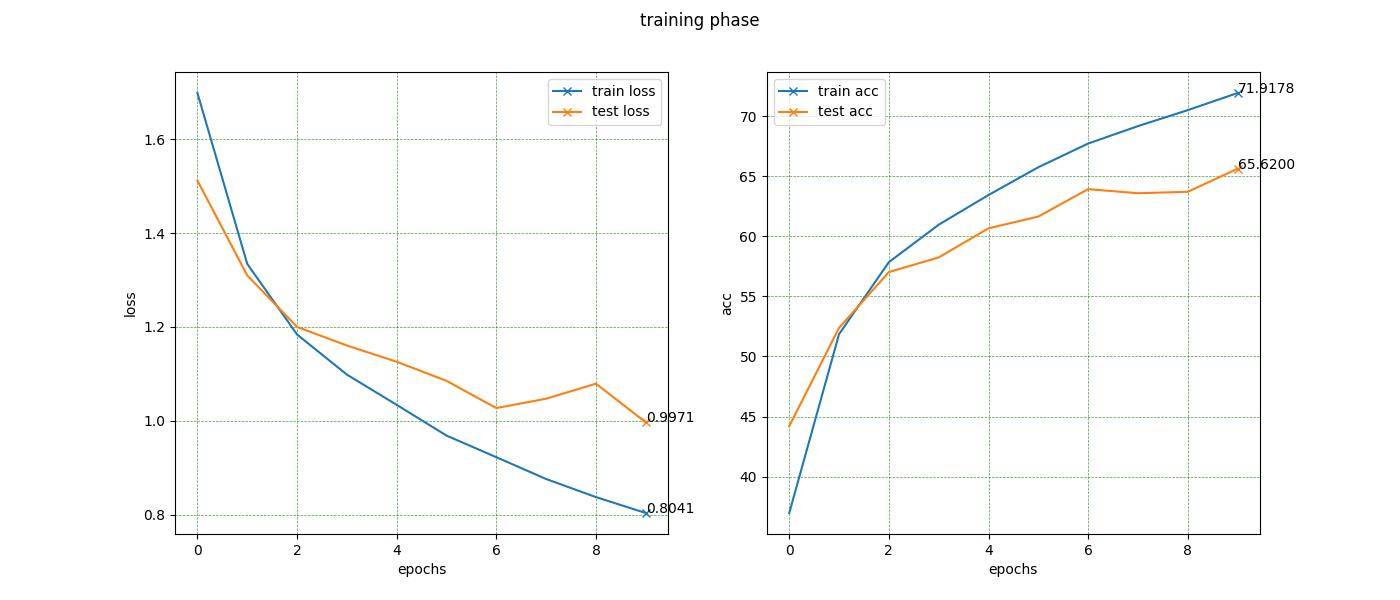 training phase
train loss
test loss
1.6
1.4
1.2
1.0
0.8
loss
0.9971
0.8041
0 2 4 6 8
epochs
train acc
test acc
70
65
60
55
50
45
40
acc
71.9178
65.6200
0 2 4 6 8
epochs